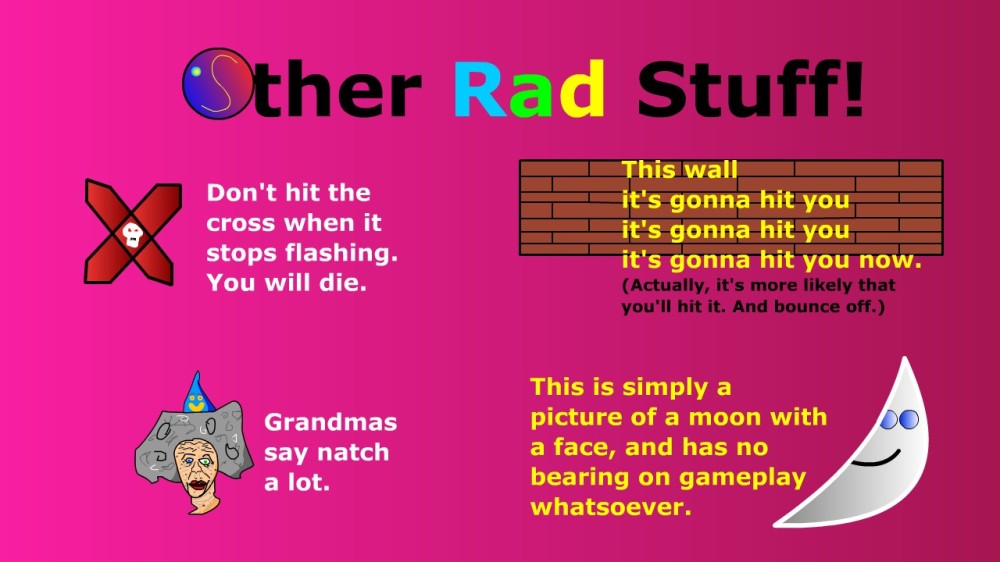 Other Rad Stuff!
Don't hit the
cross when it
stops flashing.
You will die.
This wall
it's gonna hit you
it's gonna hit you
it's gonna hit you now.
(Actually, it's more likely that
you'll hit it. And bounce off.)
Grandmas
say natch
a lot.
This is simply a
picture of a moon with
a face, and has no
bearing on gameplay
whatsoever.